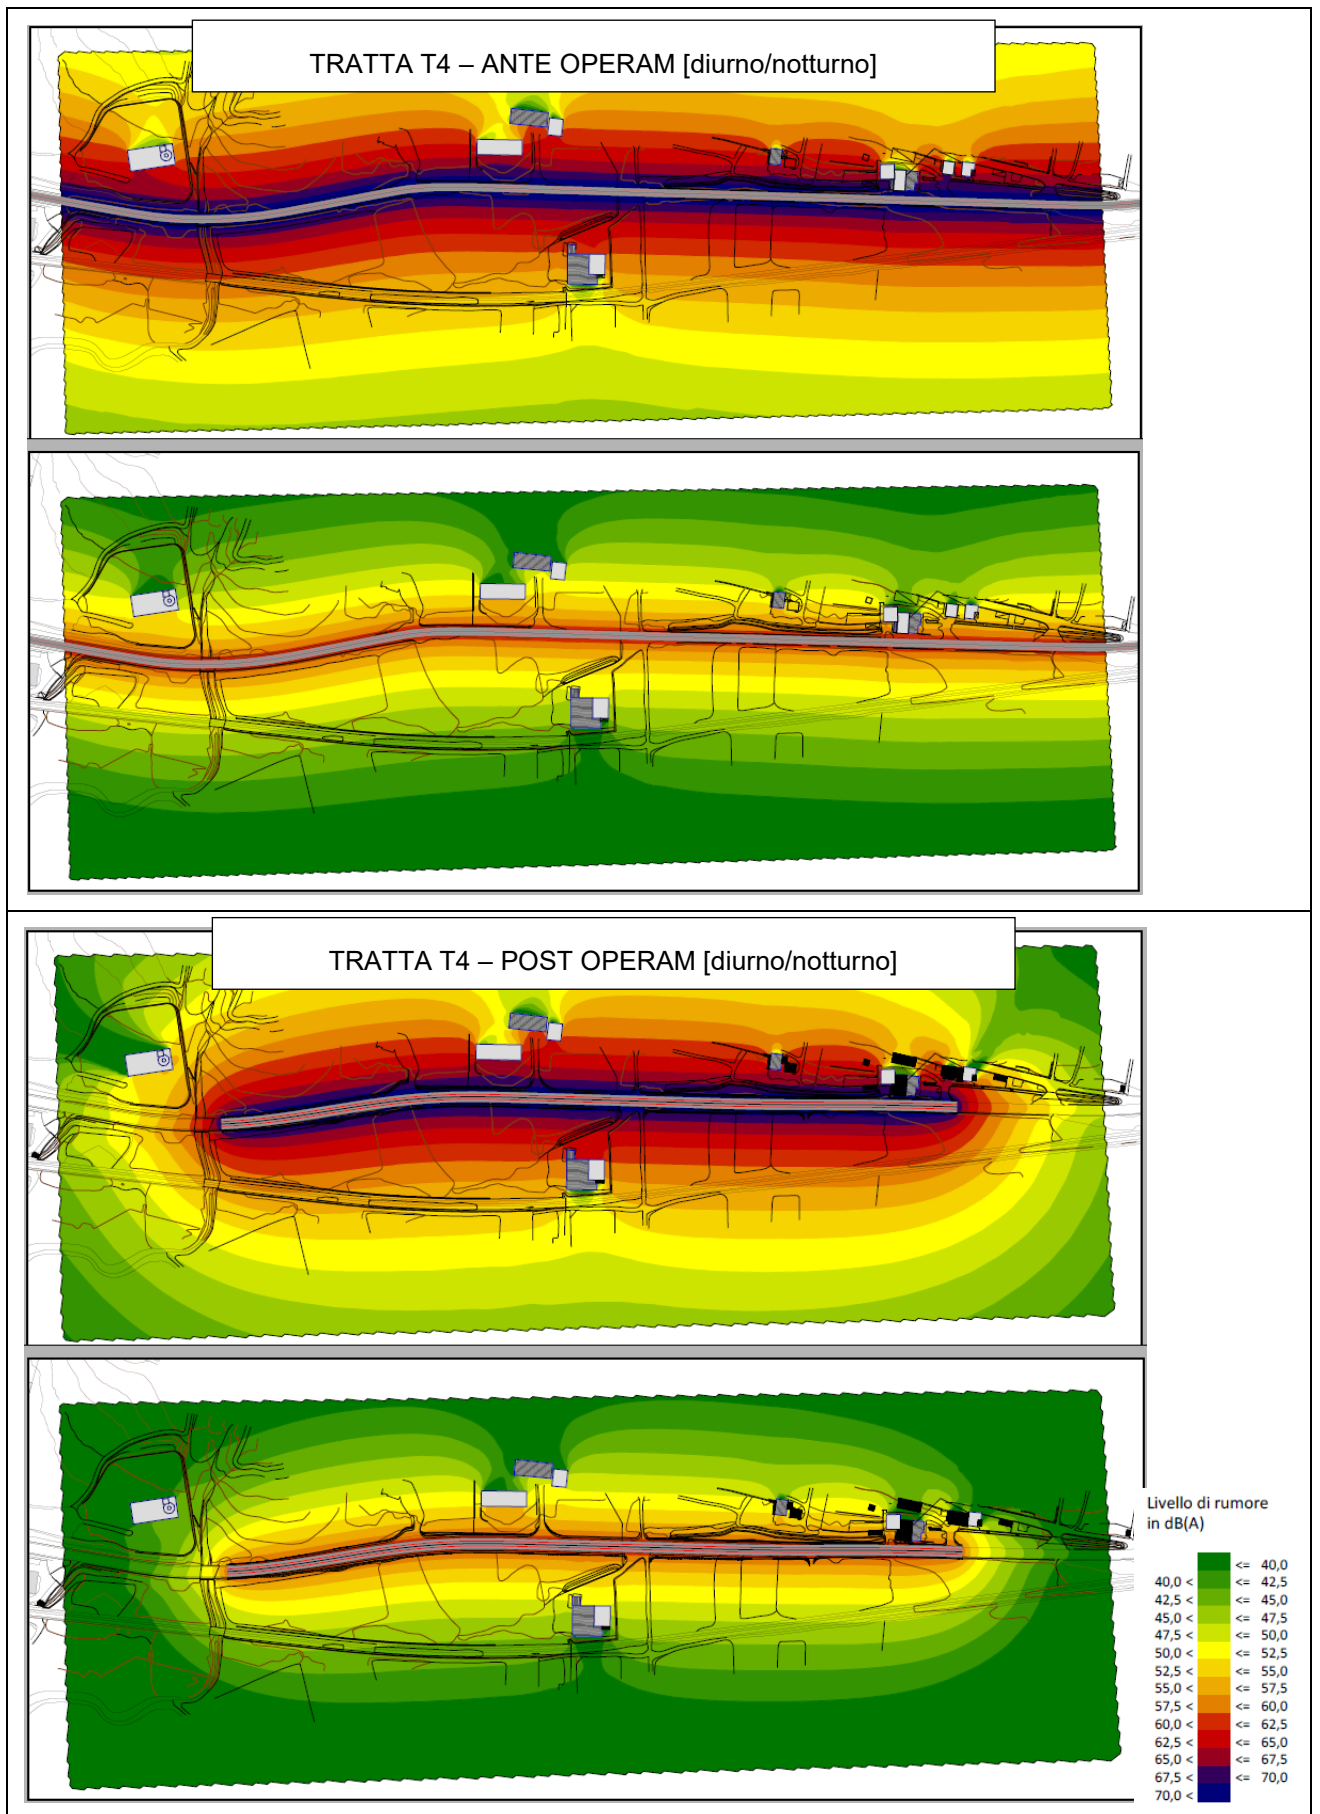 TRATTA T4 – ANTE OPERAM [diurno/notturno]
TRATTA T4 – POST OPERAM [diurno/notturno]
Livello di rumore
in dB(A)
<= 40,0
40,0 < <= 42,5
42,5 < <= 45,0
45,0 < <= 47,5
47,5 < <= 50,0
50,0 < <= 52,5
52,5 < <= 55,0
55,0 < <= 57,5
57,5 < <= 60,0
60,0 < <= 62,5
62,5 < <= 65,0
65,0 < <= 67,5
67,5 < <= 70,0
70,0 <